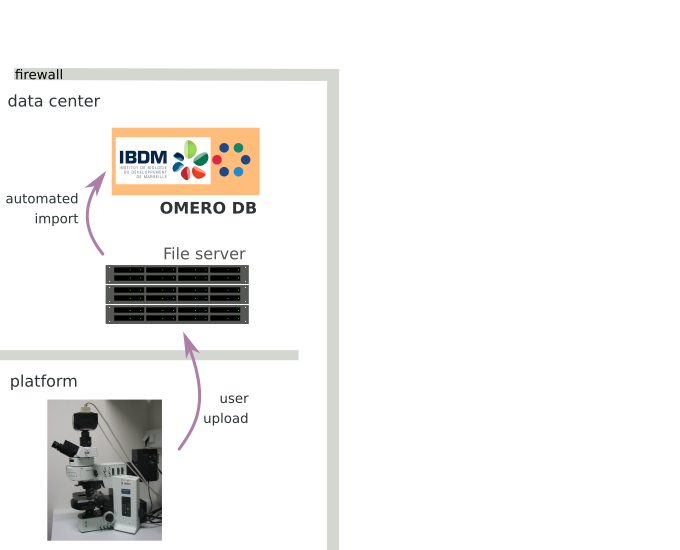 firewall
data center
IBDM
INSTITUT DE BIOLOGIE
DU DÉVELOPPEMENT
DE MARSEILLE
OMERO DB
automated
import
File server
platform
user
upload